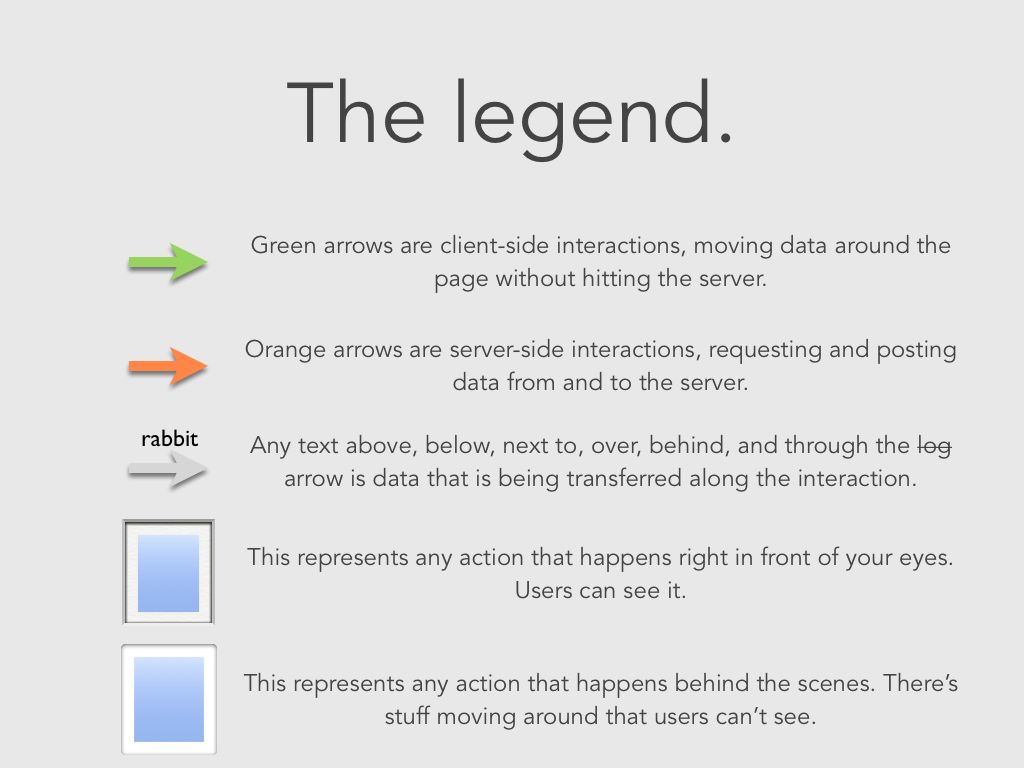 The legend.
Green arrows are client-side interactions, moving data around the
page without hitting the server.
Orange arrows are server-side interactions, requesting and posting
data from and to the server.
rabbit
Any text above, below, next to, over, behind, and through the log
arrow is data that is being transferred along the interaction.
This represents any action that happens right in front of your eyes.
Users can see it.
This represents any action that happens behind the scenes. There’s
stuff moving around that users can’t see.